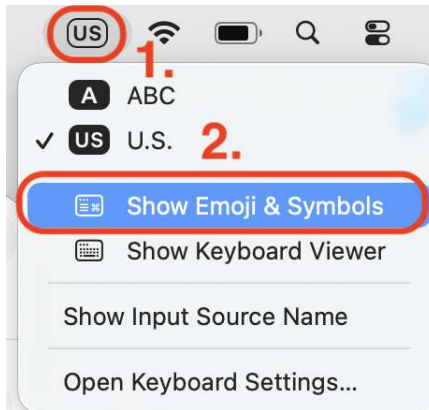 US
1.
A ABC
✓ US U.S.
2.
Show Emoji & Symbols
Show Keyboard Viewer
Show Input Source Name
Open Keyboard Settings...